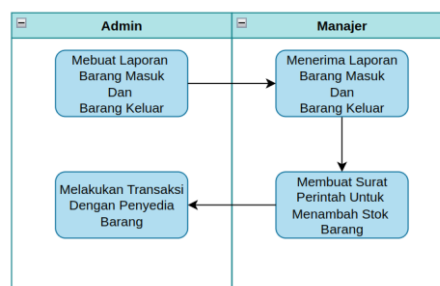 Admin
Manajer
Mebuat Laporan
Barang Masuk
Dan
Barang Keluar
Menerima Laporan
Barang Masuk
Dan
Barang Keluar
Melakukan Transaksi
Dengan Penyedia
Barang
Membuat Surat
Perintah Untuk
Menambah Stok
Barang